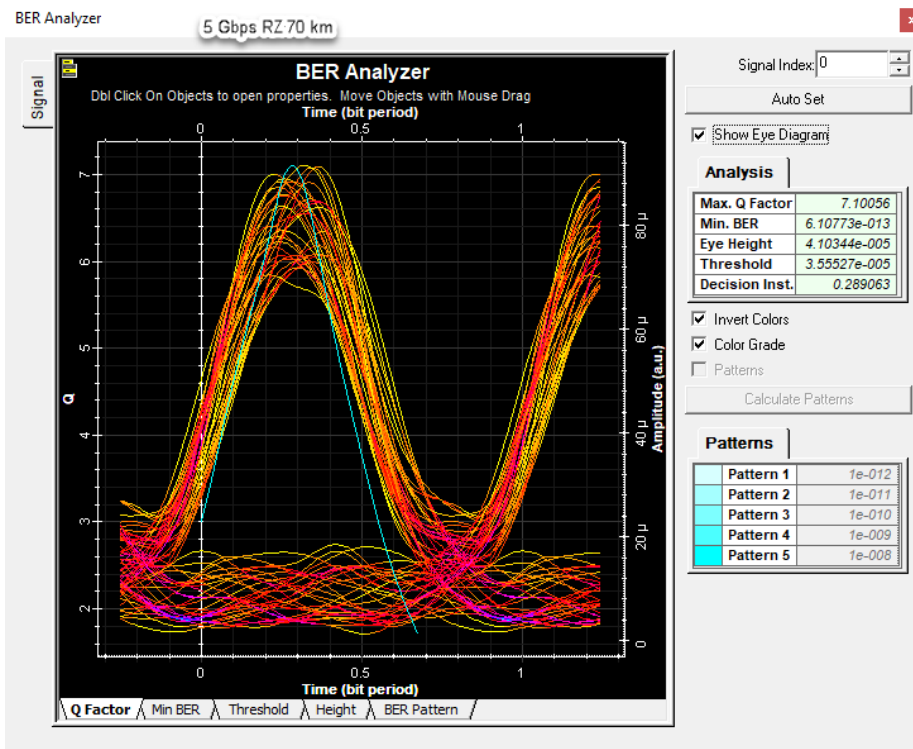 BER Analyzer
5 Gbps RZ 70 km
Signal
BER Analyzer
Dbl Click On Objects to open properties. Move Objects with Mouse Drag
Time (bit period)
0 0.5 1
7
6
5
4
3
2
Q
80 µ
60 µ
40 µ
20 µ
0
Amplitude (a.u.)
0 0.5 1
Time (bit period)
Q Factor Min BER Threshold Height BER Pattern
Signal Index: 0
Auto Set
Show Eye Diagram
Analysis
Max. Q Factor 7.10056
Min. BER 6.10773e-013
Eye Height 4.10344e-005
Threshold 3.55527e-005
Decision Inst. 0.289063
Invert Colors
Color Grade
Patterns
Calculate Patterns
Patterns
Pattern 1 1e-012
Pattern 2 1e-011
Pattern 3 1e-010
Pattern 4 1e-009
Pattern 5 1e-008